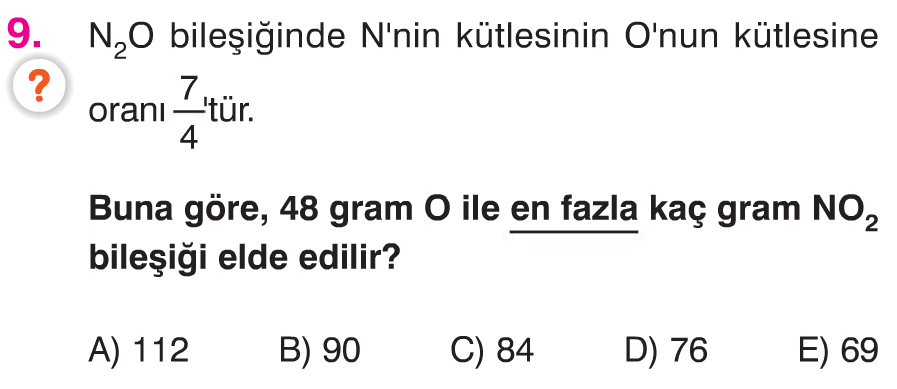 9. N₂O bileşiğinde N'nin kütlesinin O'nun kütlesine
?
oranı 7/4'tür.
Buna göre, 48 gram O ile en fazla kaç gram NO₂
bileşiği elde edilir?
A) 112 B) 90 C) 84 D) 76 E) 69